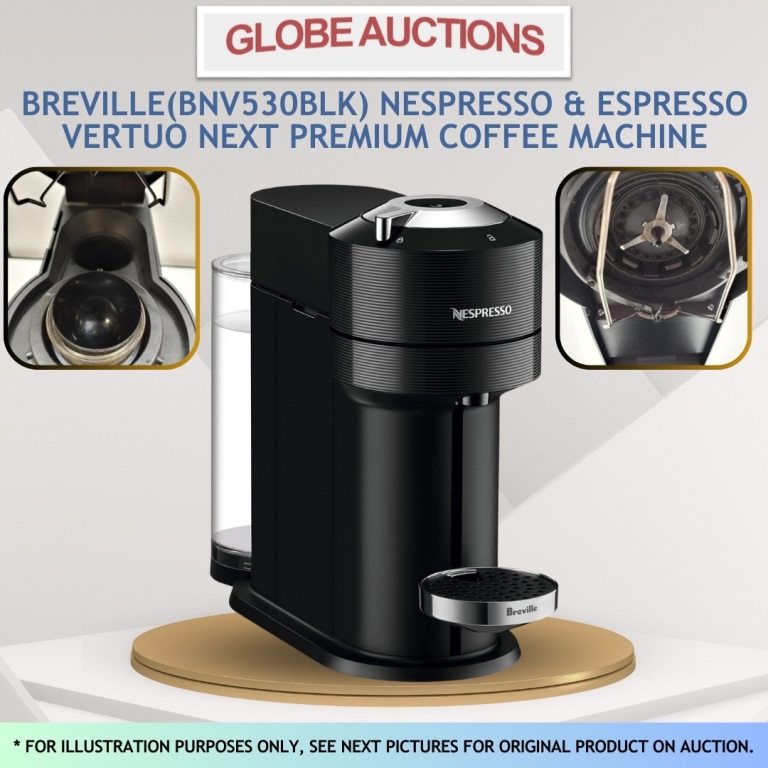 GLOBE AUCTIONS
BREVILLE(BNV530BLK) NESPRESSO & ESPRESSO
VERTUO NEXT PREMIUM COFFEE MACHINE
NESPRESSO
Breville
* FOR ILLUSTRATION PURPOSES ONLY, SEE NEXT PICTURES FOR ORIGINAL PRODUCT ON AUCTION.